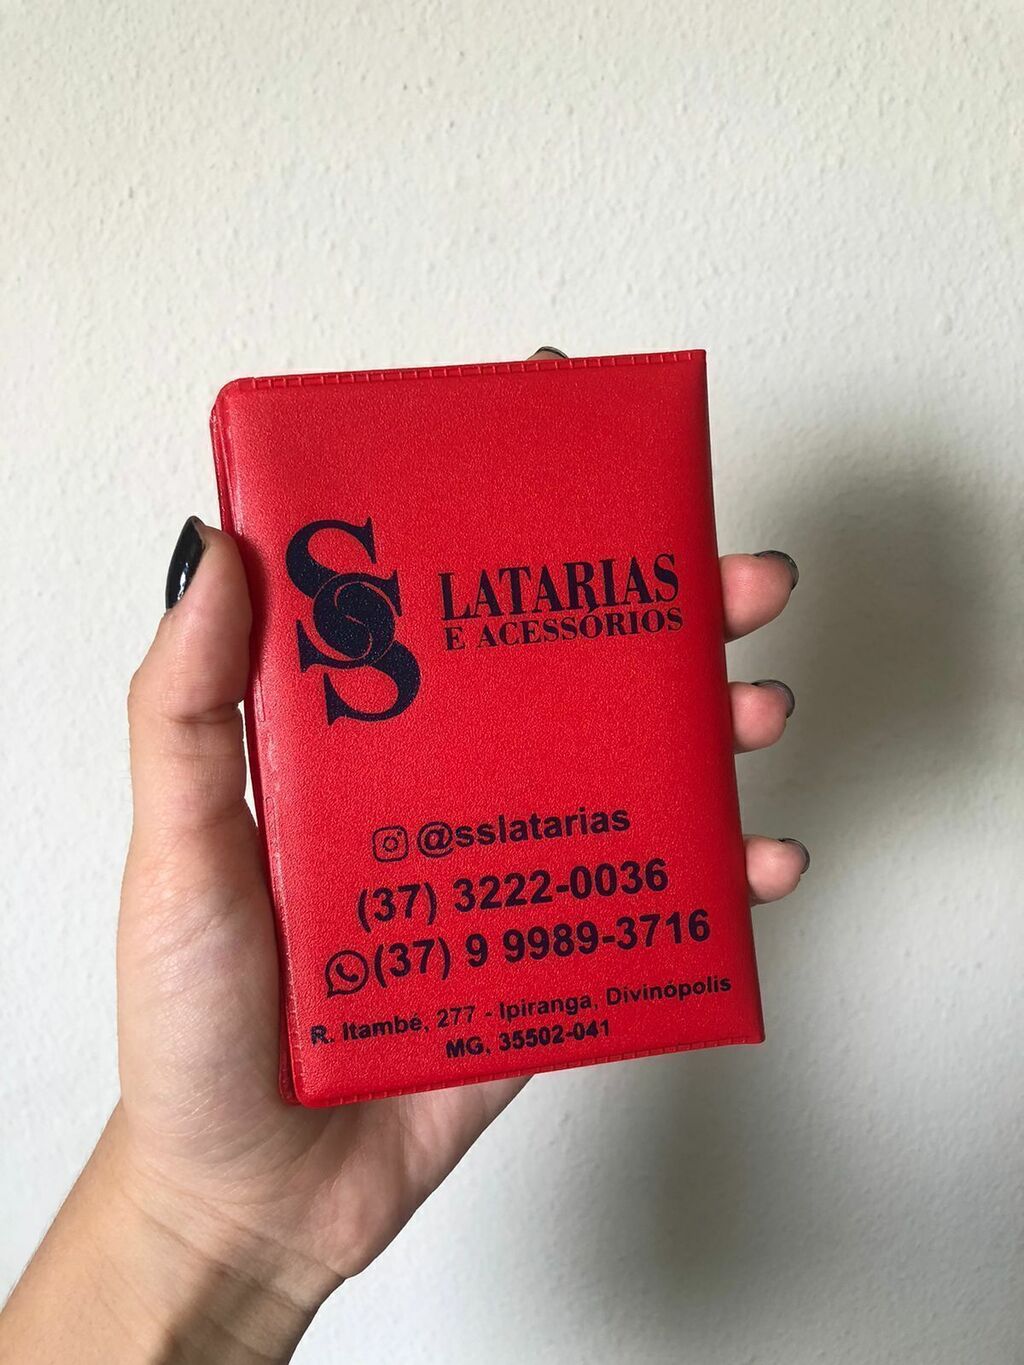 SS
LATARIAS
E ACESSÓRIOS
@sslatarias
(37) 3222-0036
(37) 9 9989-3716
R. Itambé, 277 - Ipiranga, Divinópolis
MG, 35502-041